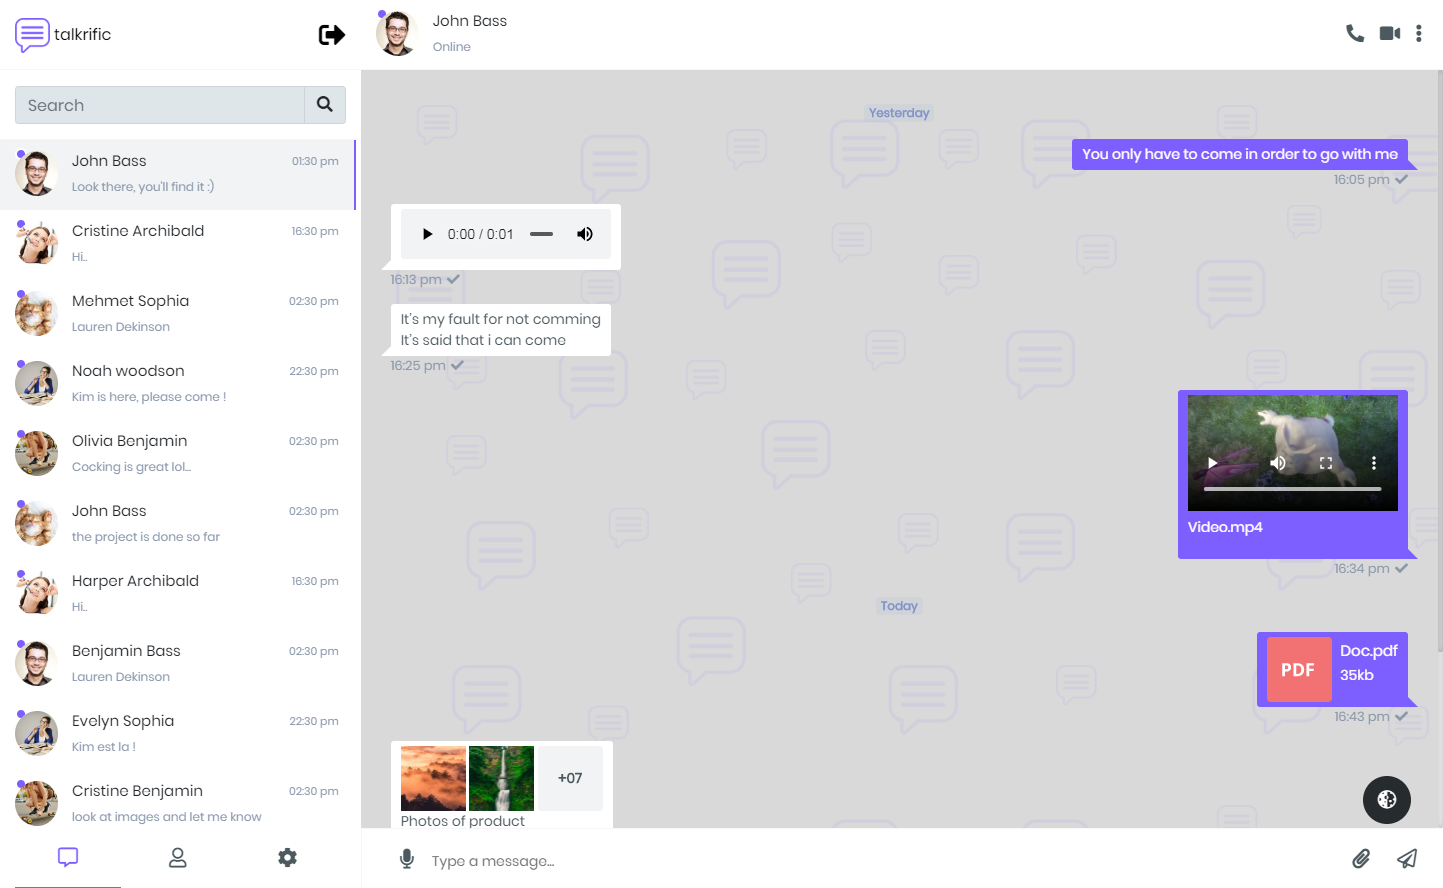 talkrific
Search
John Bass
01:30 pm
Look there, you'll find it :)
Cristine Archibald
16:30 pm
Hi..
Mehmet Sophia
02:30 pm
Lauren Dekinson
Noah woodson
22:30 pm
Kim is here, please come !
Olivia Benjamin
02:30 pm
Cocking is great lol...
John Bass
02:30 pm
the project is done so far
Harper Archibald
16:30 pm
Hi..
Benjamin Bass
02:30 pm
Lauren Dekinson
Evelyn Sophia
22:30 pm
Kim est la !
Cristine Benjamin
02:30 pm
look at images and let me know
John Bass
Online
Yesterday
You only have to come in order to go with me
16:05 pm
0:00 / 0:01
16:13 pm
It's my fault for not comming
It's said that i can come
16:25 pm
Video.mp4
16:34 pm
Today
PDF
Doc.pdf
35kb
16:43 pm
+07
Photos of product
Type a message...